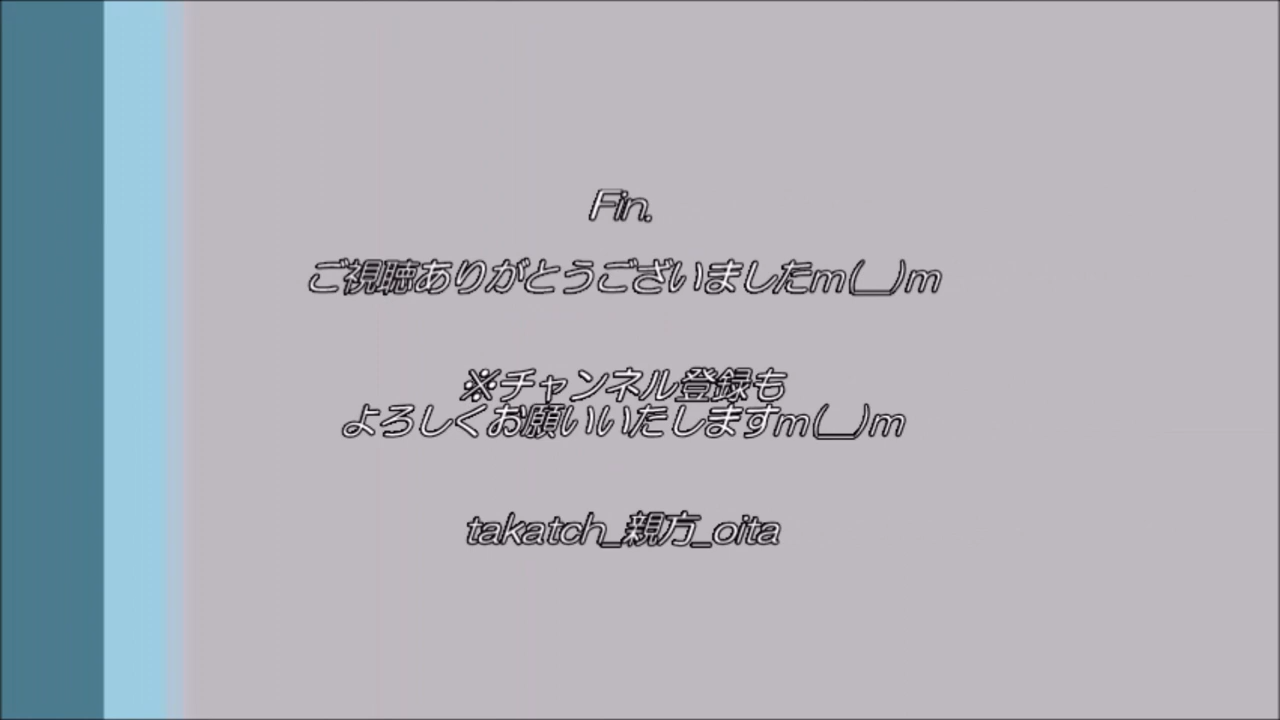 Fin.
ご視聴ありがとうございましたm(__)m
※チャンネル登録も
よろしくお願いいたしますm(__)m
takatch_親方_oita